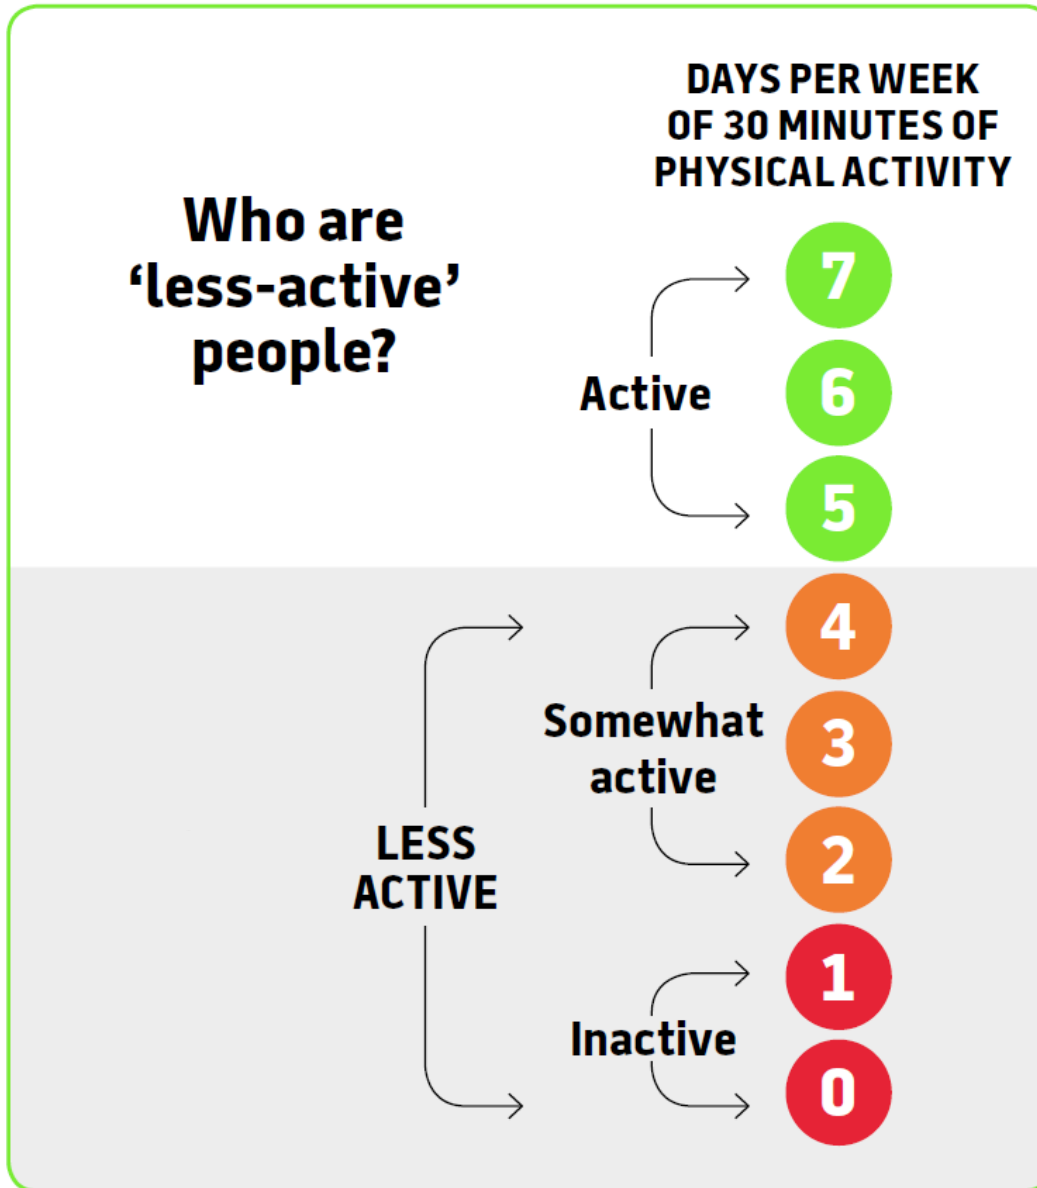 DAYS PER WEEK
OF 30 MINUTES OF
PHYSICAL ACTIVITY
Who are
‘less-active’
people?
7
Active
6
5
4
Somewhat
active
3
2
LESS
ACTIVE
1
Inactive
0